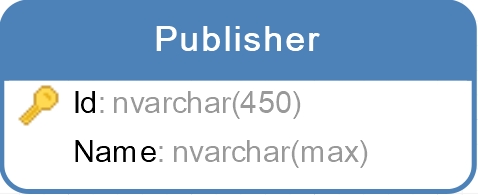 Publisher
Id: nvarchar(450)
Name: nvarchar(max)